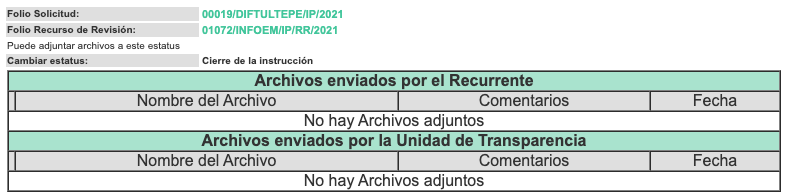 Folio Solicitud: 00019/DIFTULTEPE/IP/2021
Folio Recurso de Revisión: 01072/INFOEM/IP/RR/2021
Puede adjuntar archivos a este estatus
Cambiar estatus: Cierre de la instrucción
Archivos enviados por el Recurrente
Nombre del Archivo Comentarios Fecha
No hay Archivos adjuntos
Archivos enviados por la Unidad de Transparencia
Nombre del Archivo Comentarios Fecha
No hay Archivos adjuntos